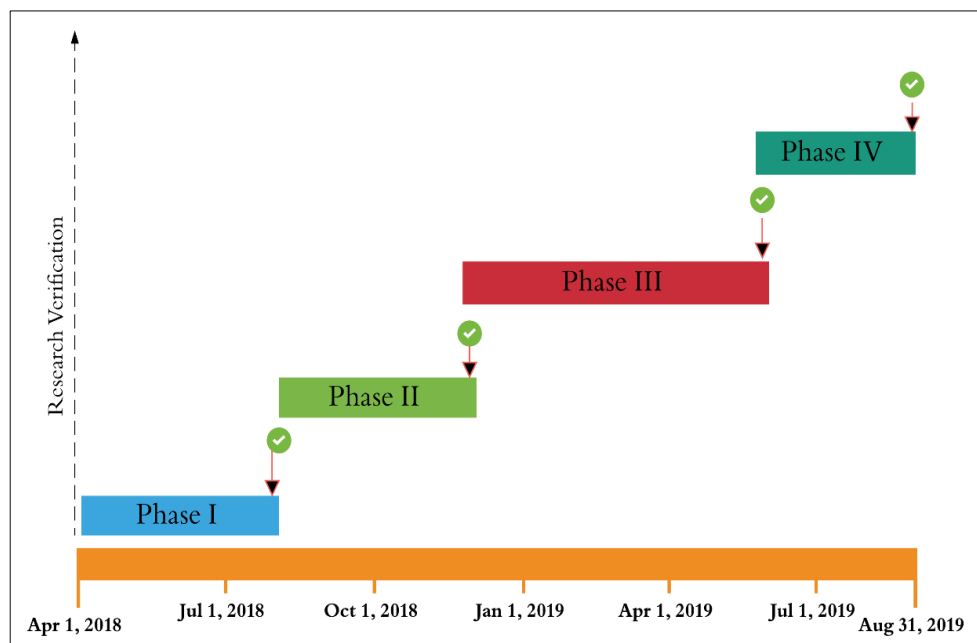 Phase IV
Phase III
Phase II
Phase I
Research Verification
Apr 1, 2018
Jul 1, 2018
Oct 1, 2018
Jan 1, 2019
Apr 1, 2019
Jul 1, 2019
Aug 31, 2019